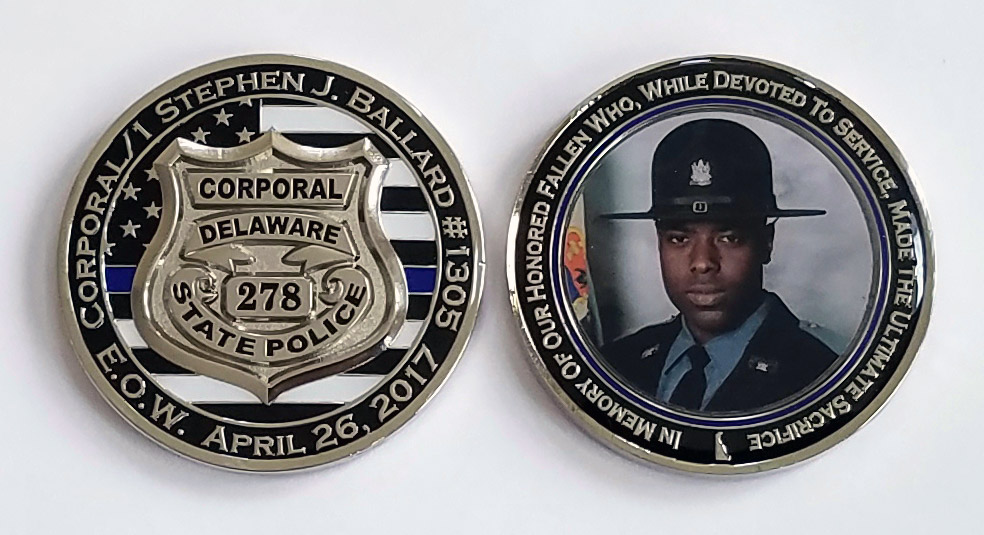 CORPORAL/1 STEPHEN J. BALLARD #1305
E.O.W. APRIL 26, 2017
CORPORAL
DELAWARE
278
STATE POLICE
IN MEMORY OF OUR HONORED FALLEN WHO, WHILE DEVOTED TO SERVICE, MADE THE ULTIMATE SACRIFICE